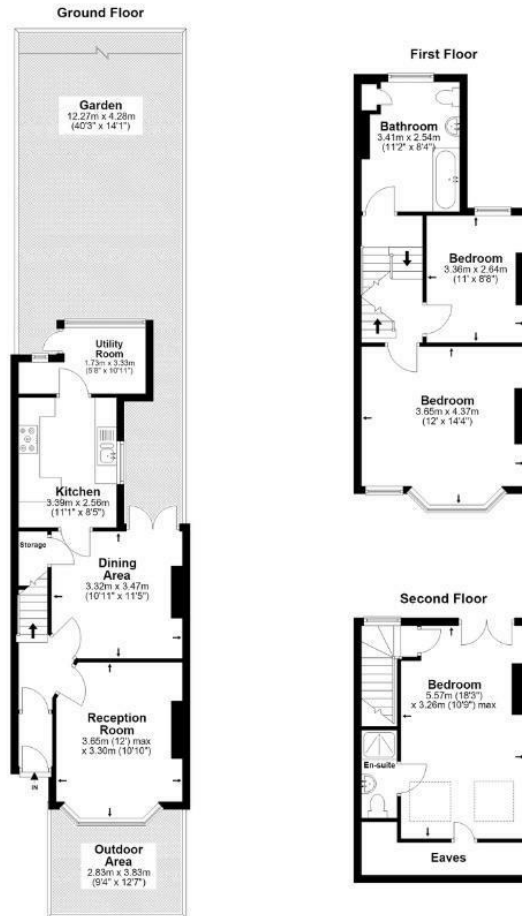 Ground Floor
Garden
12.27m x 4.28m
(40'3" x 14'1")
Utility
Room
1.73m x 3.33m
(5'8" x 10'11")
Kitchen
3.39m x 2.56m
(11'1" x 8'5")
Storage
Dining
Area
3.32m x 3.47m
(10'11" x 11'5")
Reception
Room
3.65m (12') max
x 3.30m (10'10")
IN
Outdoor
Area
2.83m x 3.83m
(9'4" x 12'7")
First Floor
Bathroom
3.41m x 2.54m
(11'2" x 8'4")
Bedroom
3.36m x 2.64m
(11' x 8'8")
Bedroom
3.65m x 4.37m
(12' x 14'4")
Second Floor
Bedroom
5.57m (18'3")
x 3.26m (10'9") max
En-suite
Eaves